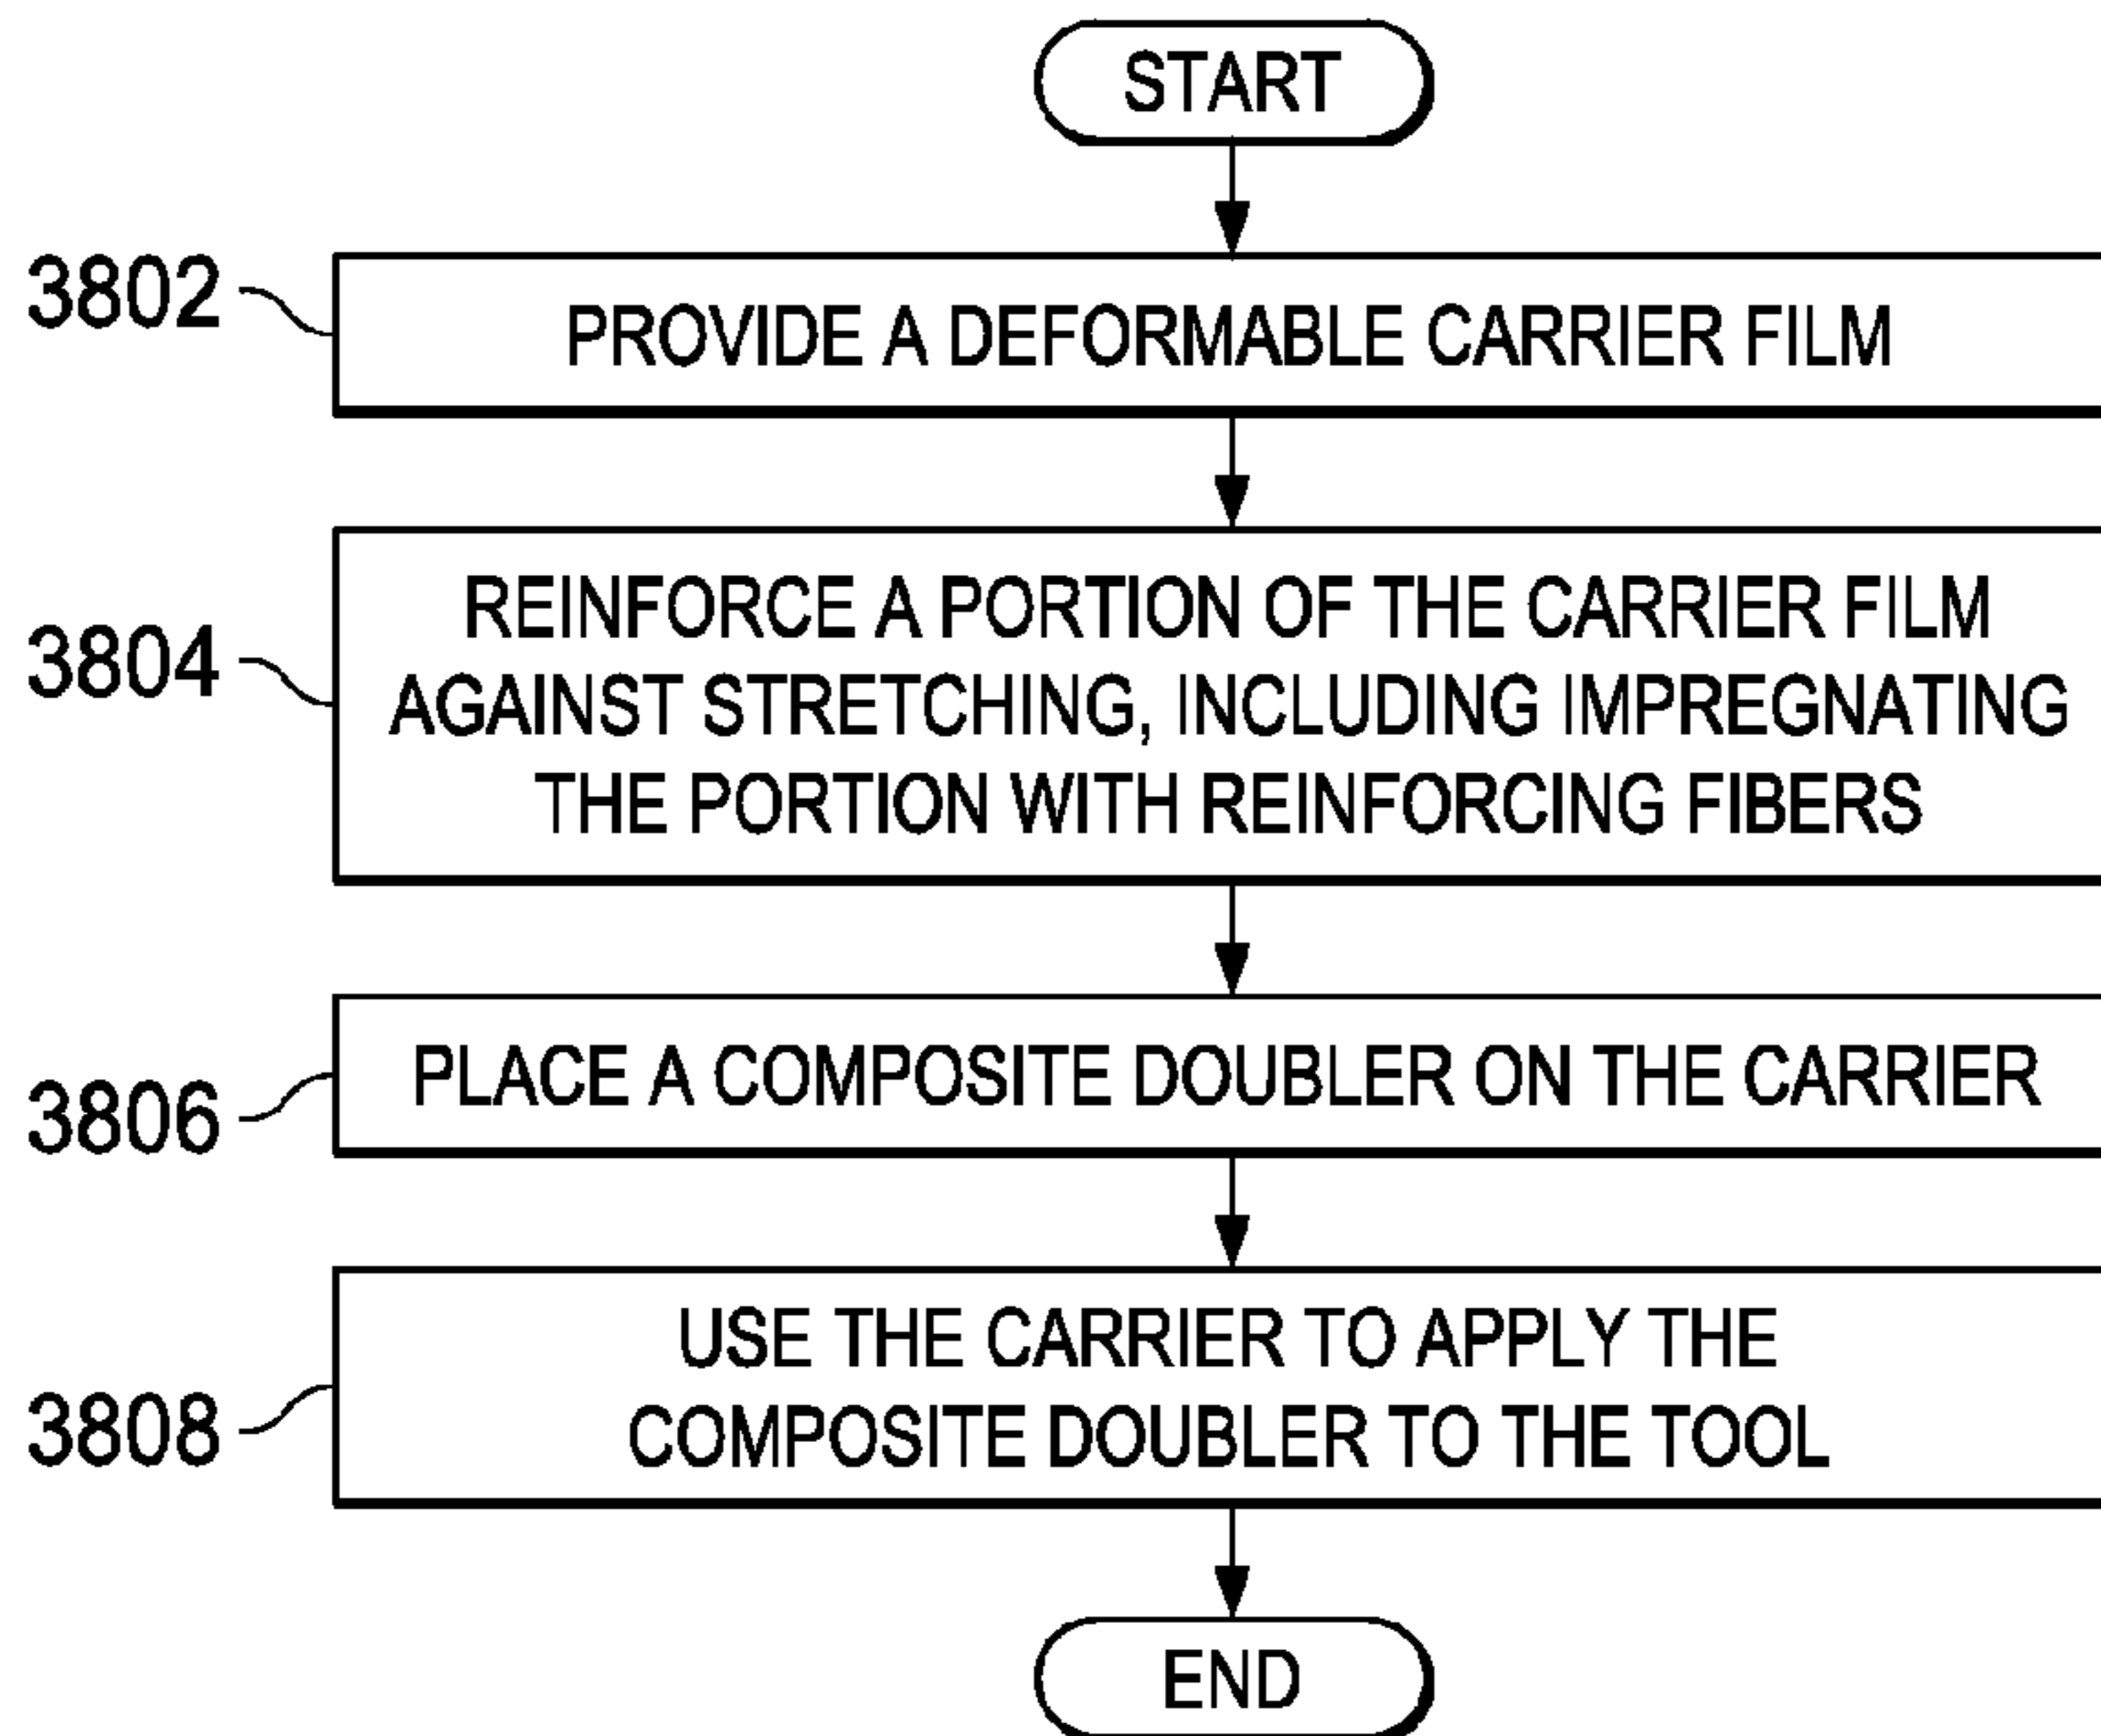 START
3802
PROVIDE A DEFORMABLE CARRIER FILM
3804
REINFORCE A PORTION OF THE CARRIER FILM
AGAINST STRETCHING, INCLUDING IMPREGNATING
THE PORTION WITH REINFORCING FIBERS
3806
PLACE A COMPOSITE DOUBLER ON THE CARRIER
3808
USE THE CARRIER TO APPLY THE
COMPOSITE DOUBLER TO THE TOOL
END